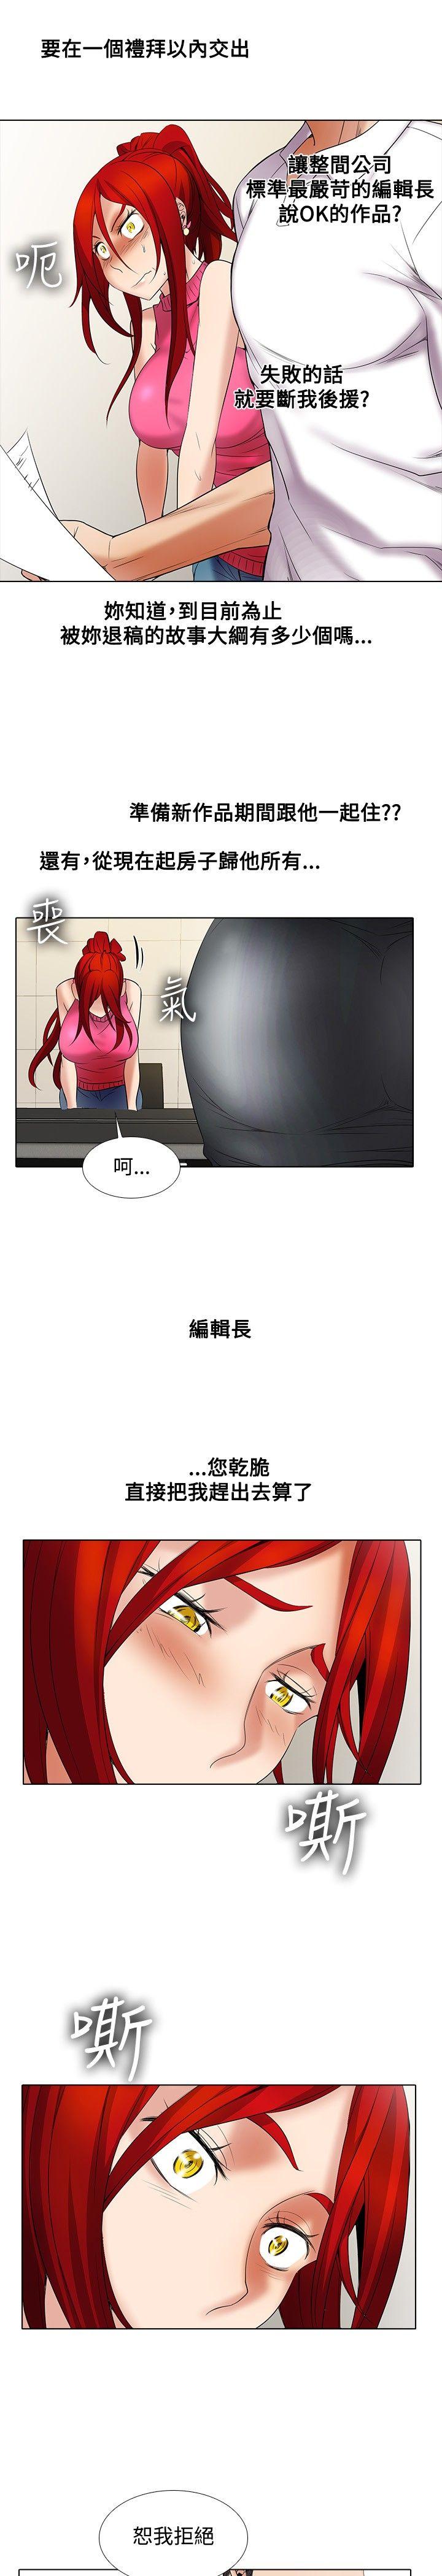 要在一個禮拜以內交出
讓整間公司
標準最嚴苛的編輯長
說OK的作品?
呃
失敗的話
就要斷我後援?
妳知道,到目前為止
被妳退稿的故事大綱有多少個嗎...
準備新作品期間跟他一起住??
還有,從現在起房子歸他所有...
喪
氣
呵...
編輯長
...您乾脆
直接把我趕出去算了
嘶
嘶
恕我拒絕